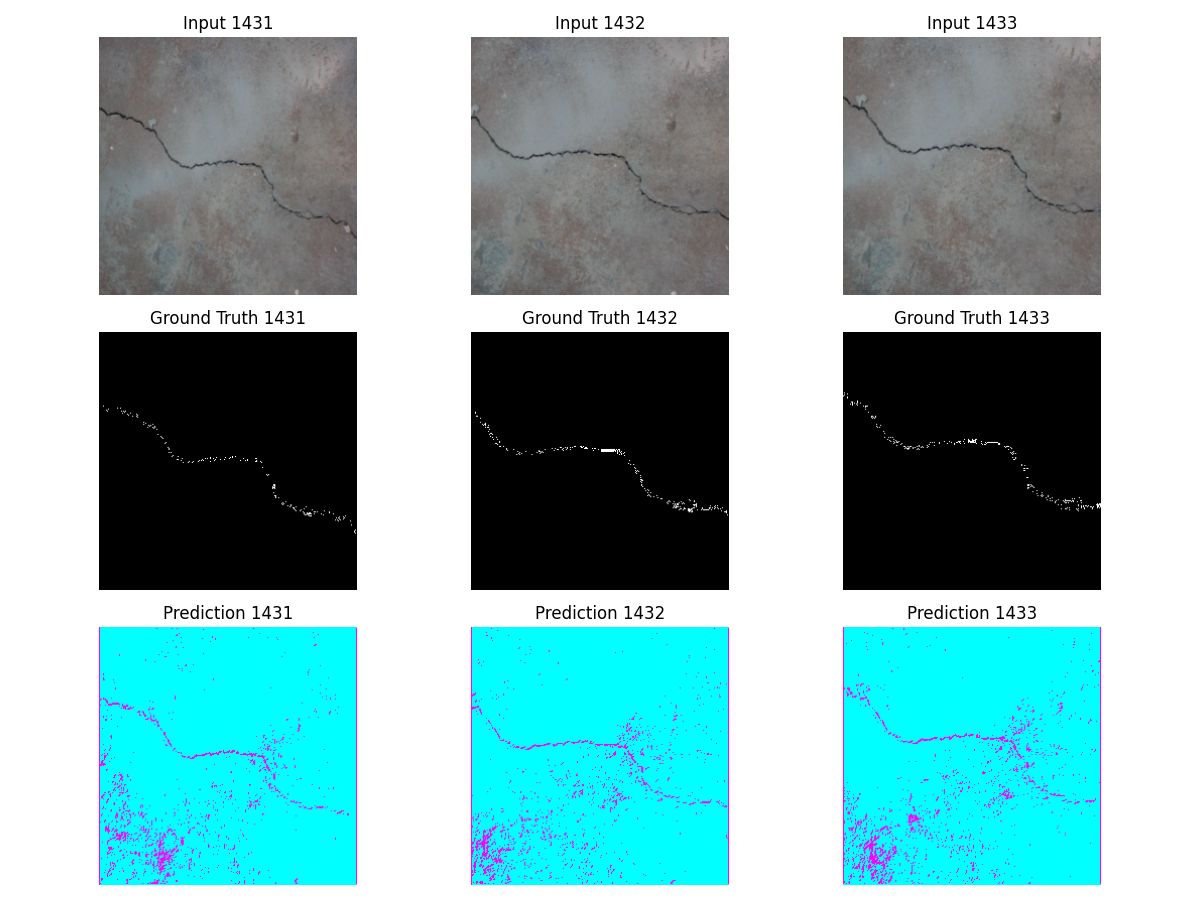 Input 1431
Input 1432
Input 1433
Ground Truth 1431
Ground Truth 1432
Ground Truth 1433
Prediction 1431
Prediction 1432
Prediction 1433